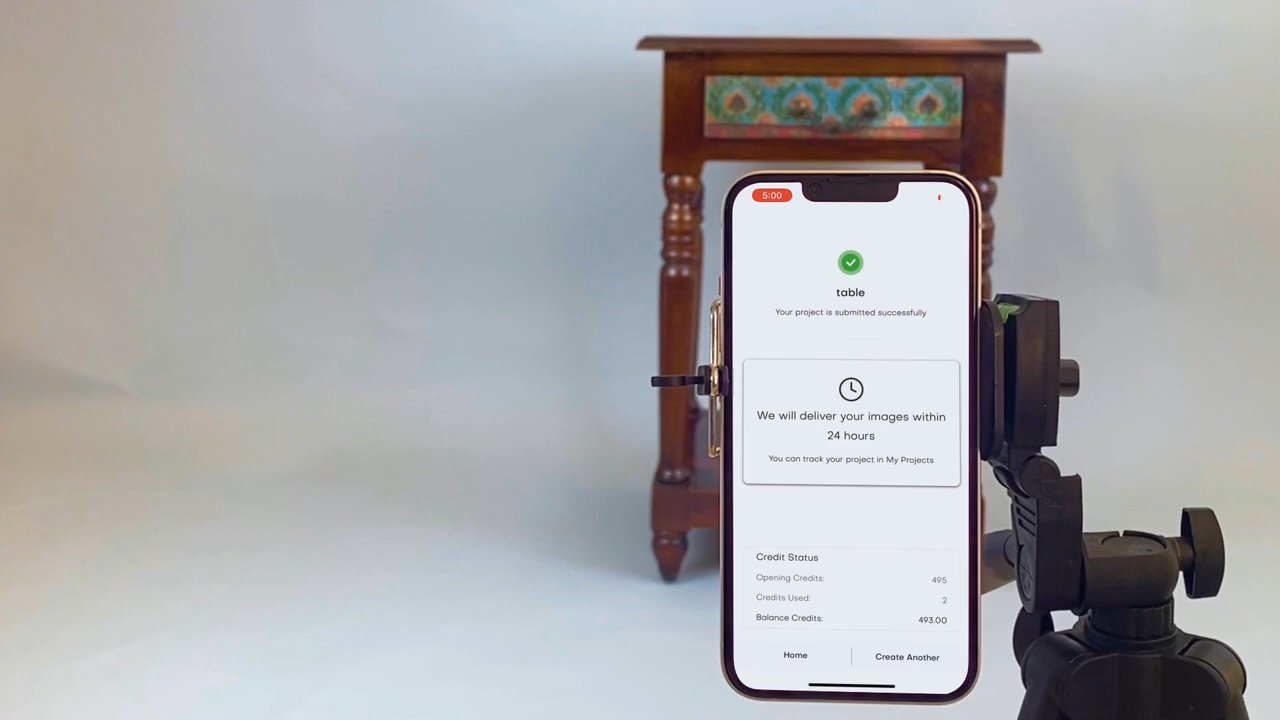 5:00
table
Your project is submitted successfully
We will deliver your images within
24 hours
You can track your project in My Projects
Credit Status
Opening Credits: 495
Credits Used: 2
Balance Credits: 493.00
Home Create Another